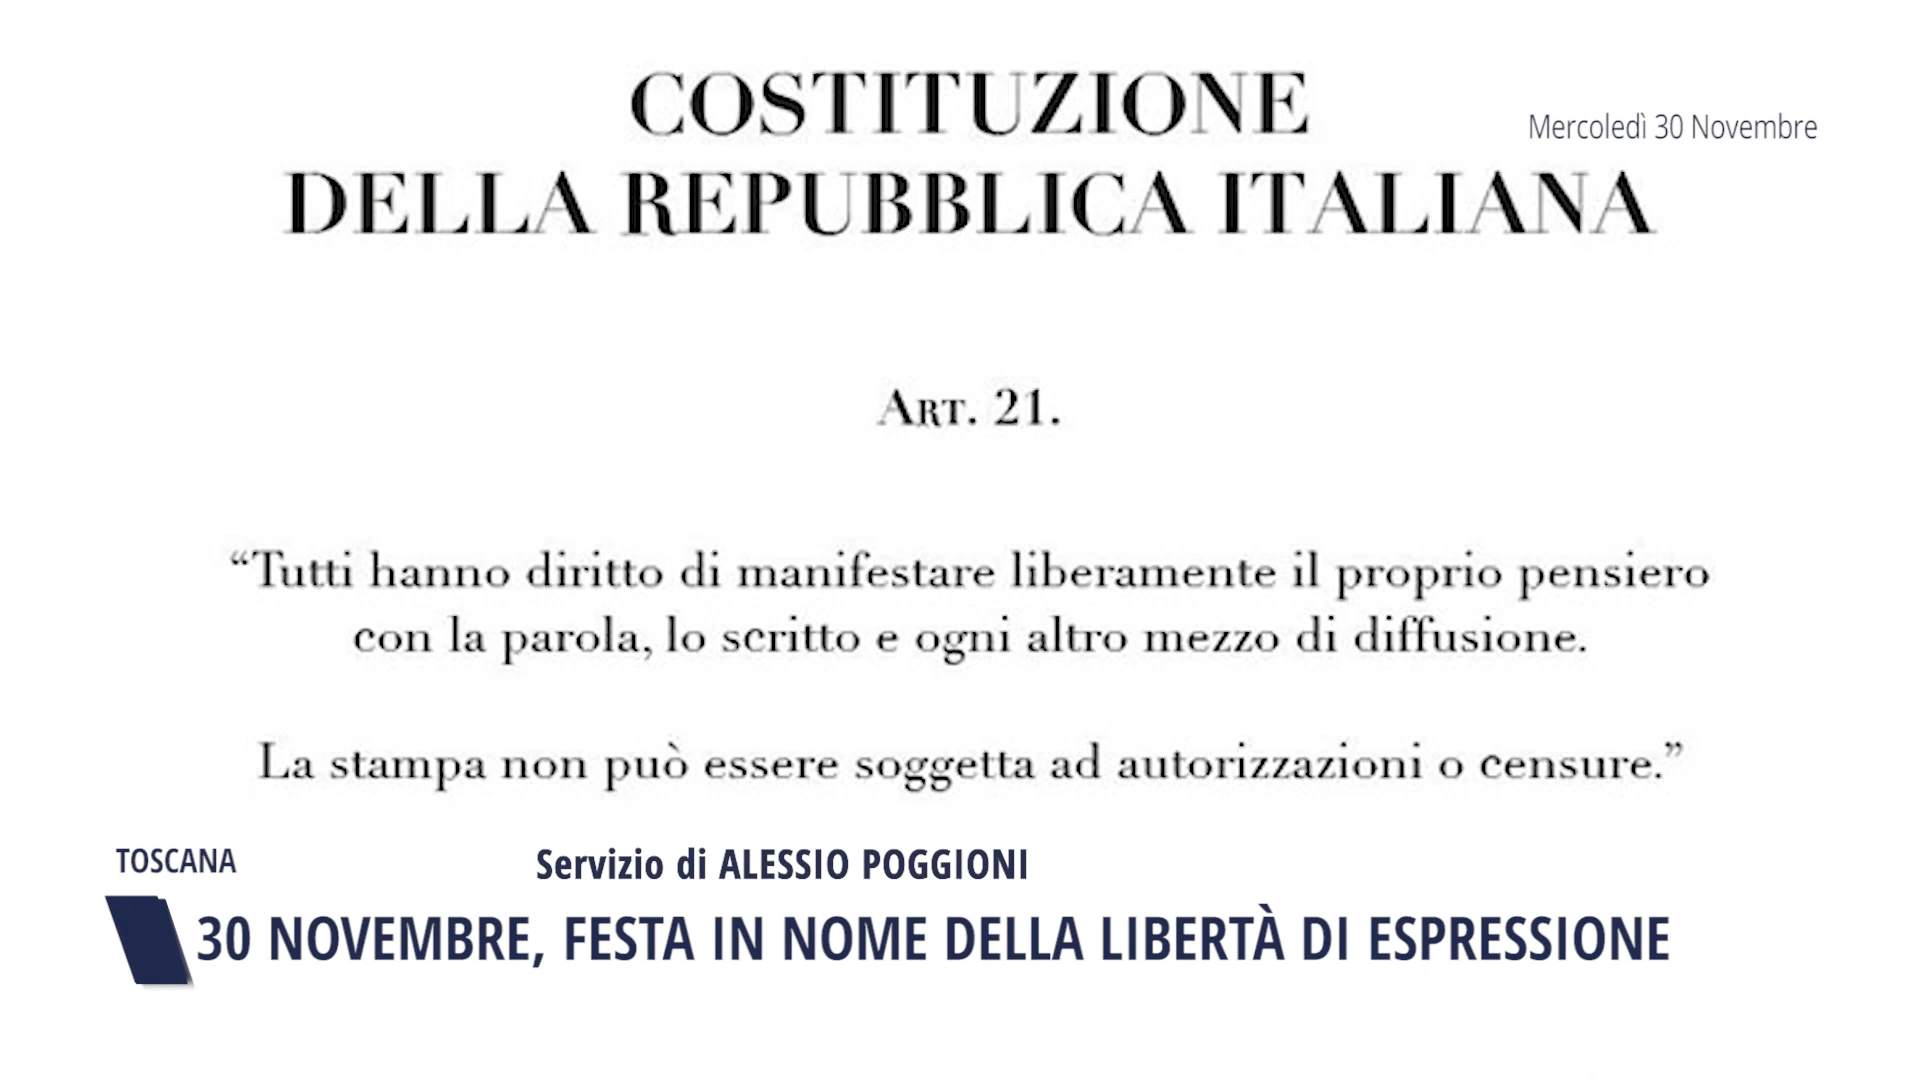 COSTITUZIONE
Mercoledì 30 Novembre
DELLA REPUBBLICA ITALIANA
ART. 21.
“Tutti hanno diritto di manifestare liberamente il proprio pensiero
con la parola, lo scritto e ogni altro mezzo di diffusione.
La stampa non può essere soggetta ad autorizzazioni o censure.”
TOSCANA
Servizio di ALESSIO POGGIONI
30 NOVEMBRE, FESTA IN NOME DELLA LIBERTÀ DI ESPRESSIONE